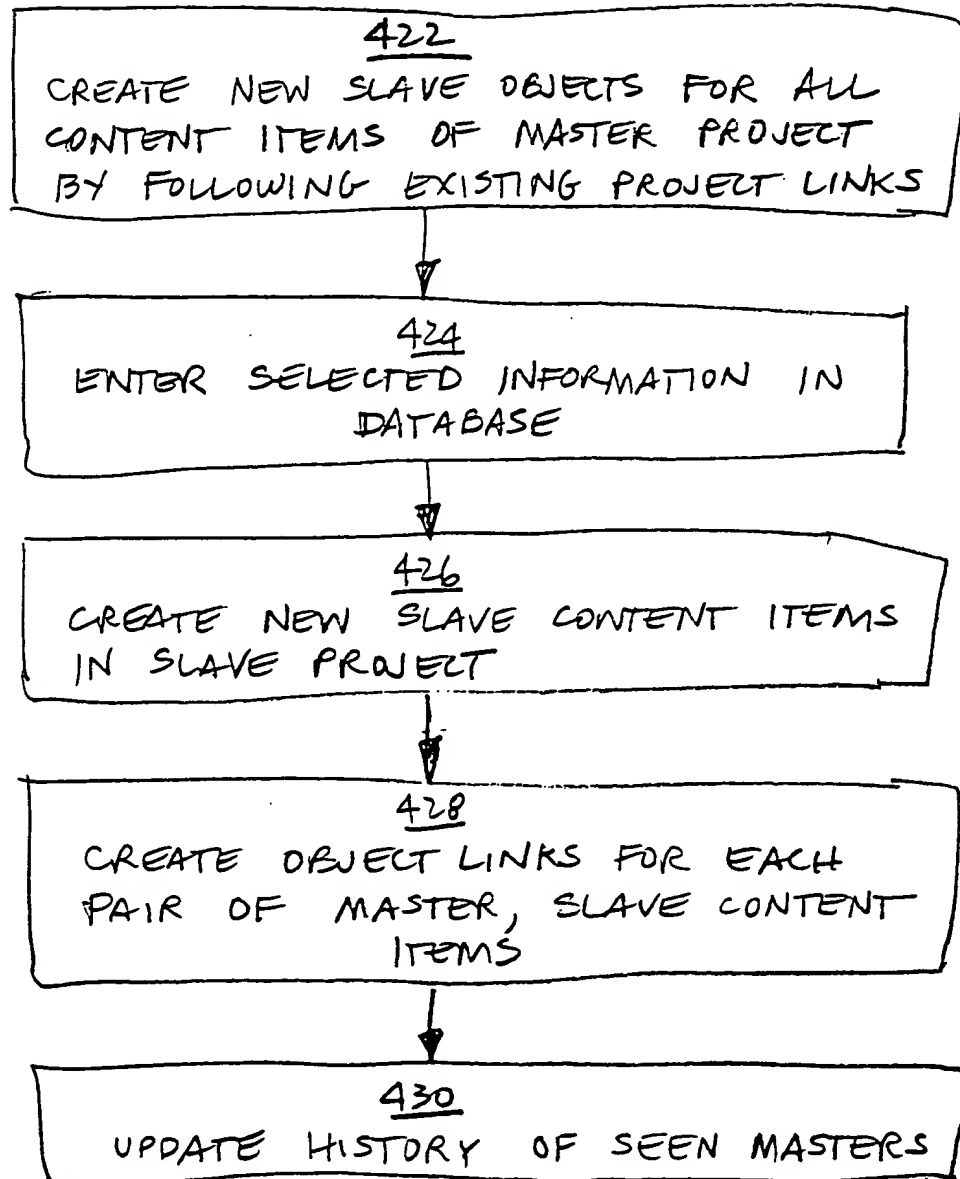 422
CREATE NEW SLAVE OBJECTS FOR ALL
CONTENT ITEMS OF MASTER PROJECT
BY FOLLOWING EXISTING PROJECT LINKS
424
ENTER SELECTED INFORMATION IN
DATABASE
426
CREATE NEW SLAVE CONTENT ITEMS
IN SLAVE PROJECT
428
CREATE OBJECT LINKS FOR EACH
PAIR OF MASTER, SLAVE CONTENT
ITEMS
430
UPDATE HISTORY OF SEEN MASTERS